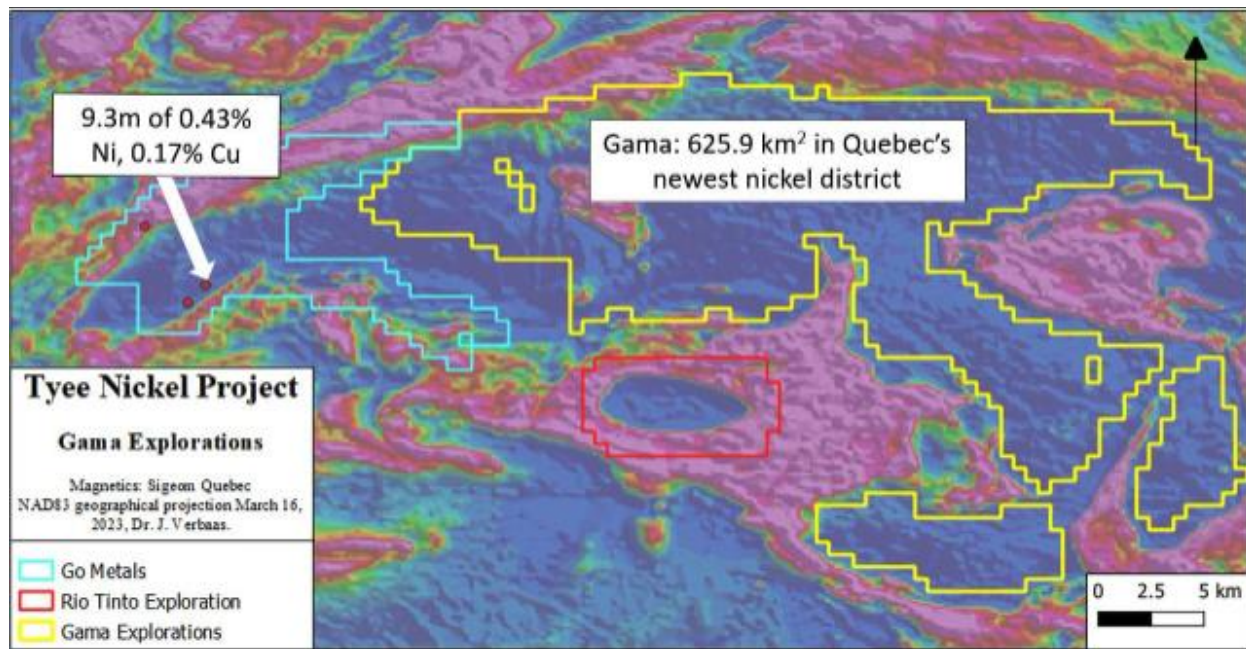 9.3m of 0.43%
Ni, 0.17% Cu
Gama: 625.9 km² in Quebec's
newest nickel district
Tyee Nickel Project
Gama Explorations
Magnetics: Sigeom Quebec
NAD83 geographical projection March 16,
2023, Dr. J. Verbaas.
Go Metals
Rio Tinto Exploration
Gama Explorations
0 2.5 5 km